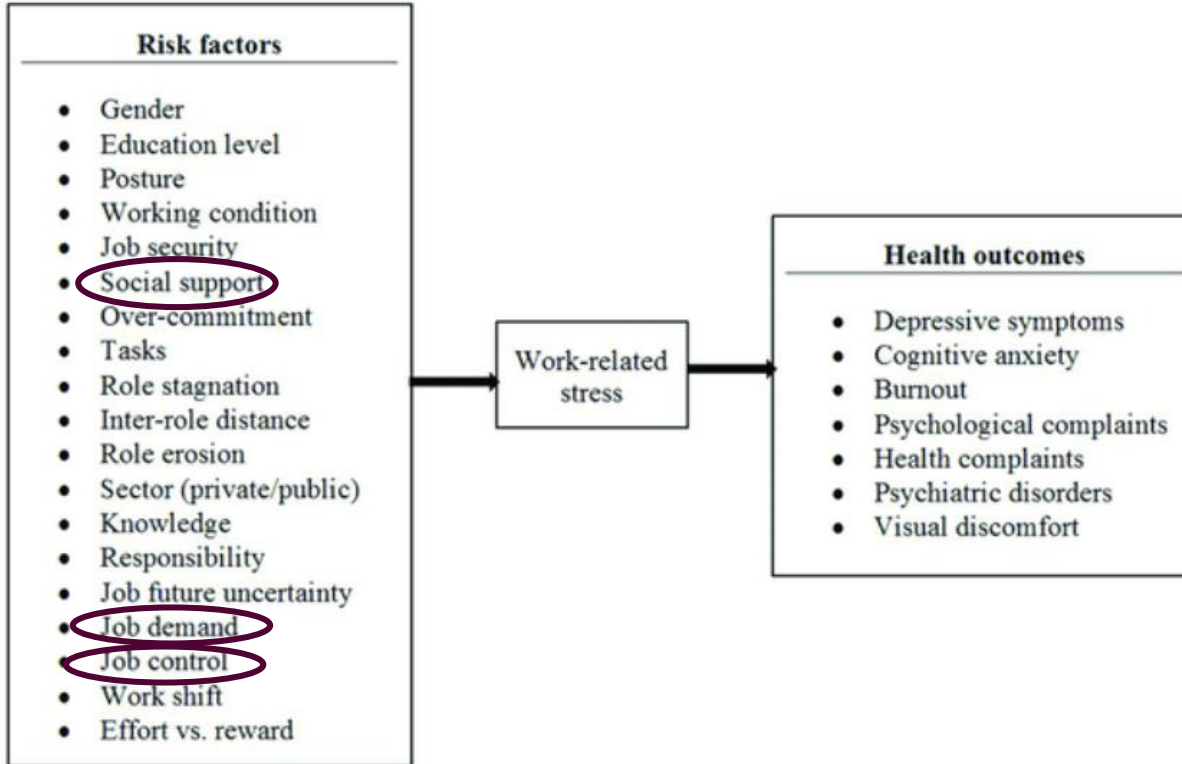 Risk factors
• Gender
• Education level
• Posture
• Working condition
• Job security
• Social support
• Over-commitment
• Tasks
• Role stagnation
• Inter-role distance
• Role erosion
• Sector (private/public)
• Knowledge
• Responsibility
• Job future uncertainty
• Job demand
• Job control
• Work shift
• Effort vs. reward
Work-related
stress
Health outcomes
• Depressive symptoms
• Cognitive anxiety
• Burnout
• Psychological complaints
• Health complaints
• Psychiatric disorders
• Visual discomfort